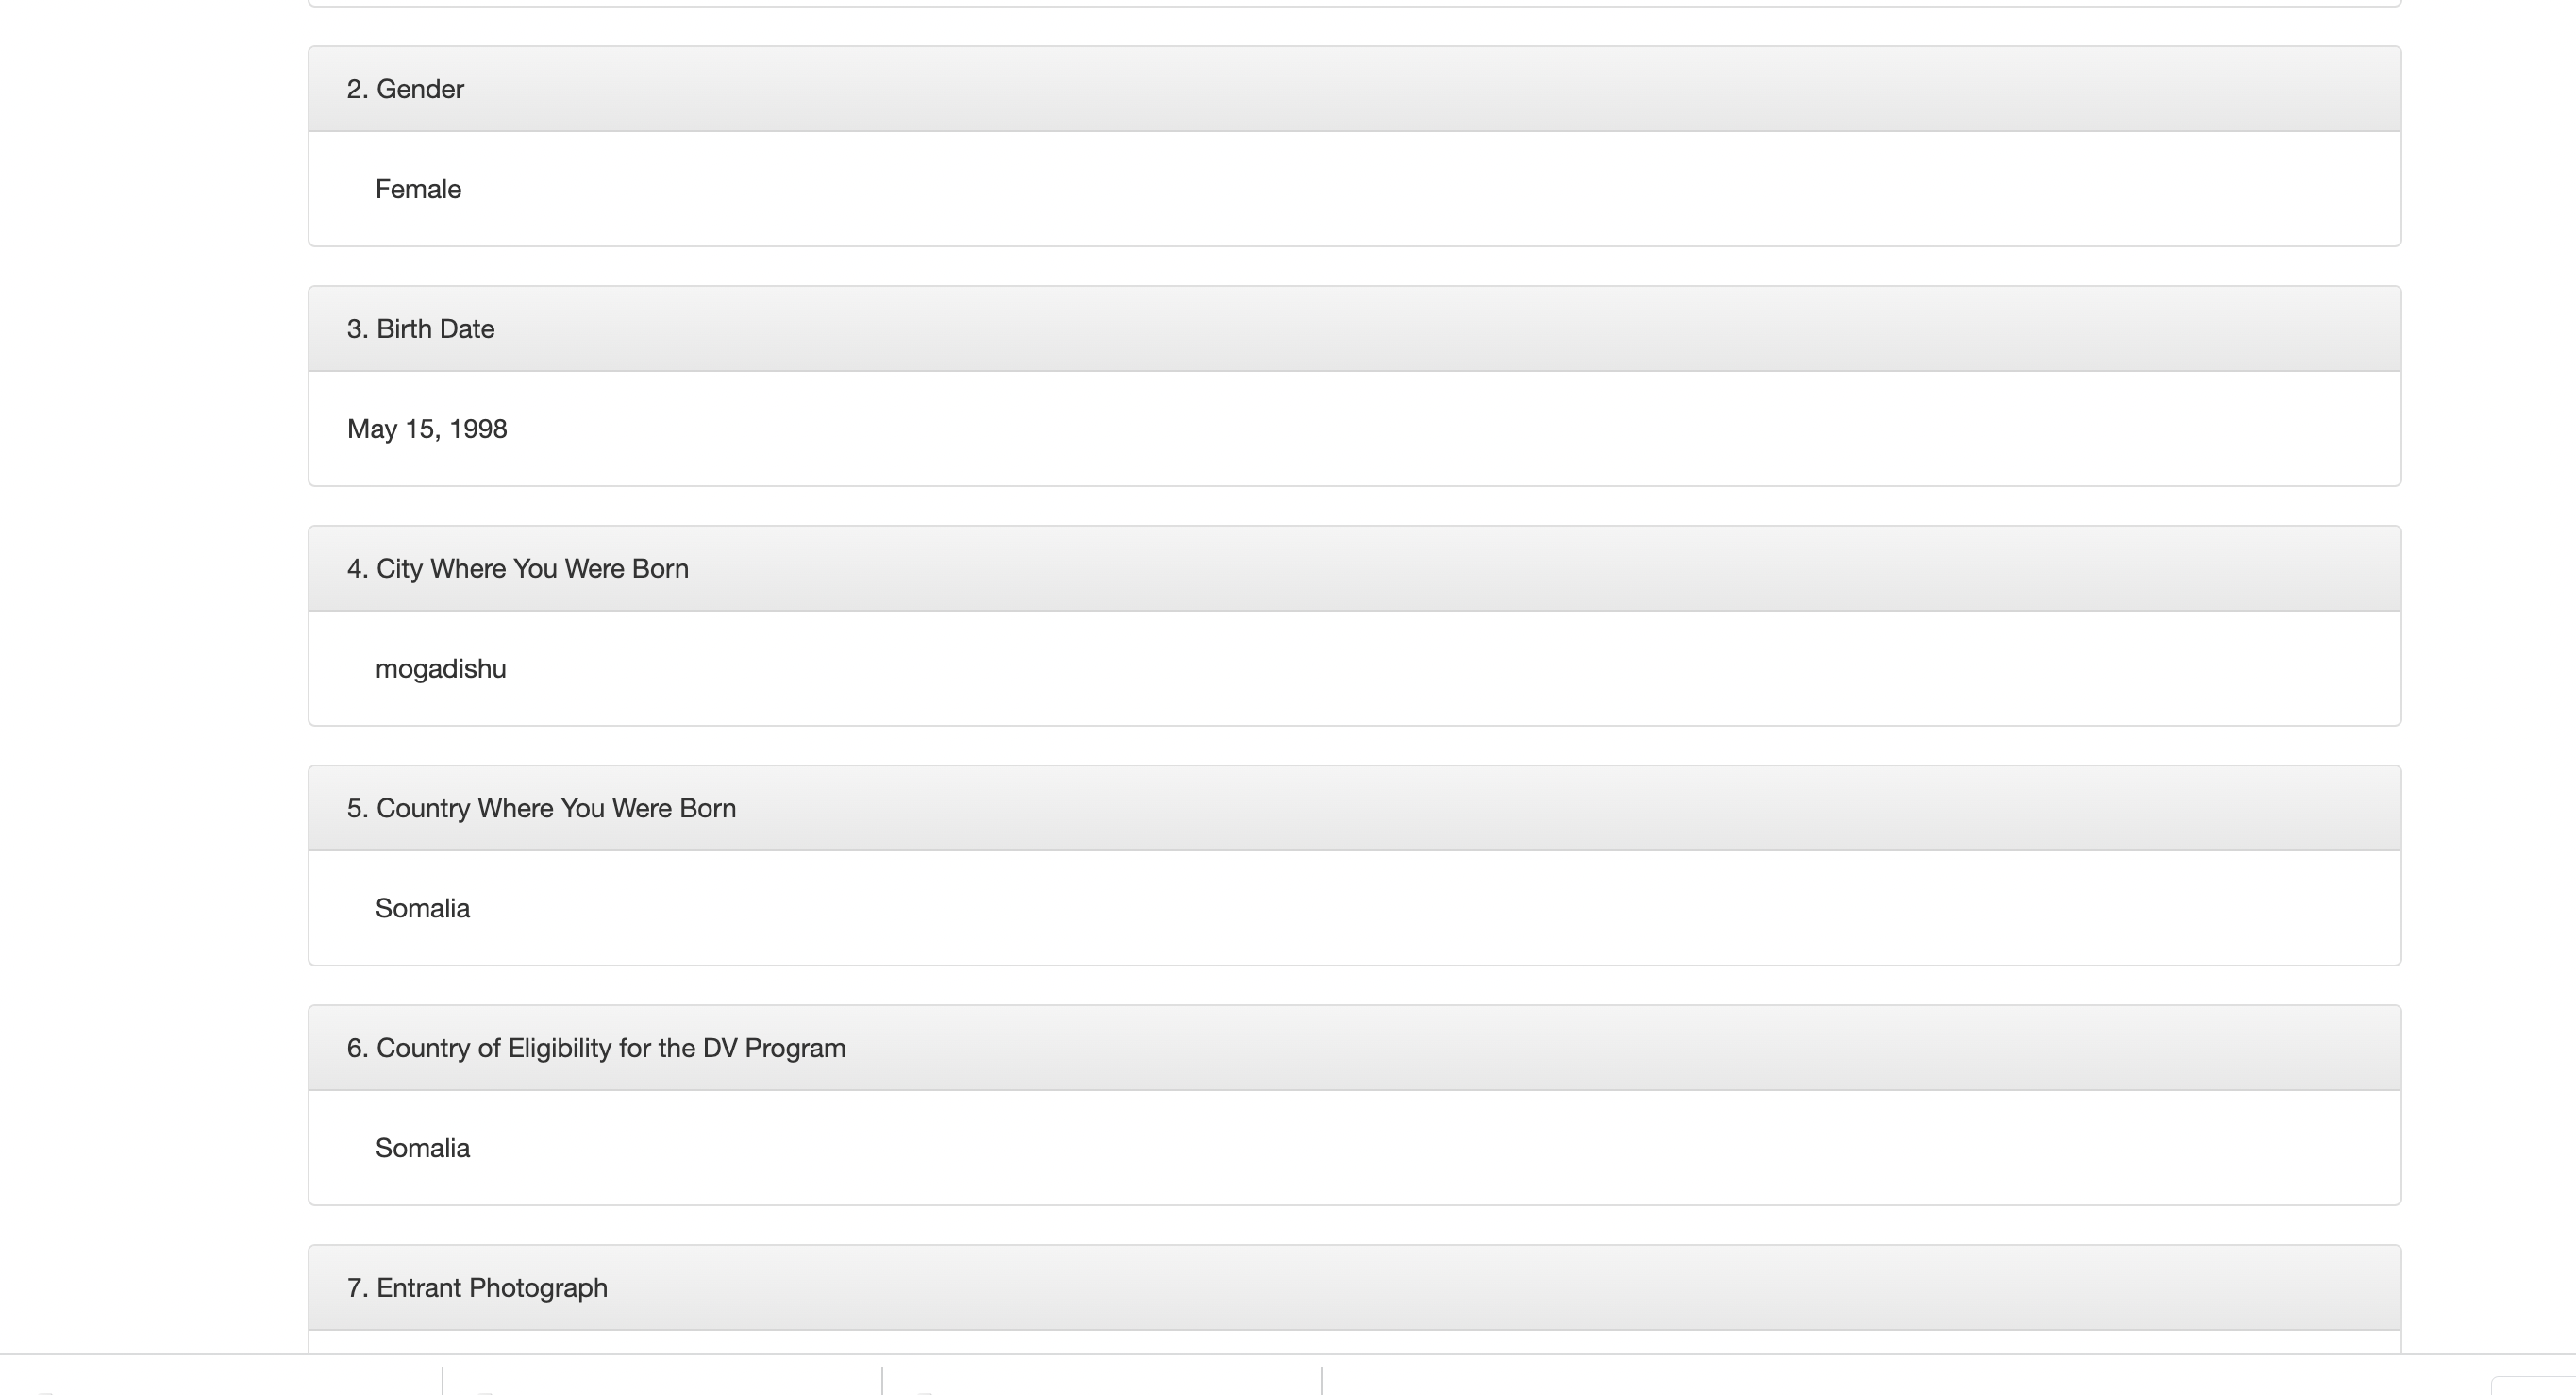 2. Gender
Female
3. Birth Date
May 15, 1998
4. City Where You Were Born
mogadishu
5. Country Where You Were Born
Somalia
6. Country of Eligibility for the DV Program
Somalia
7. Entrant Photograph